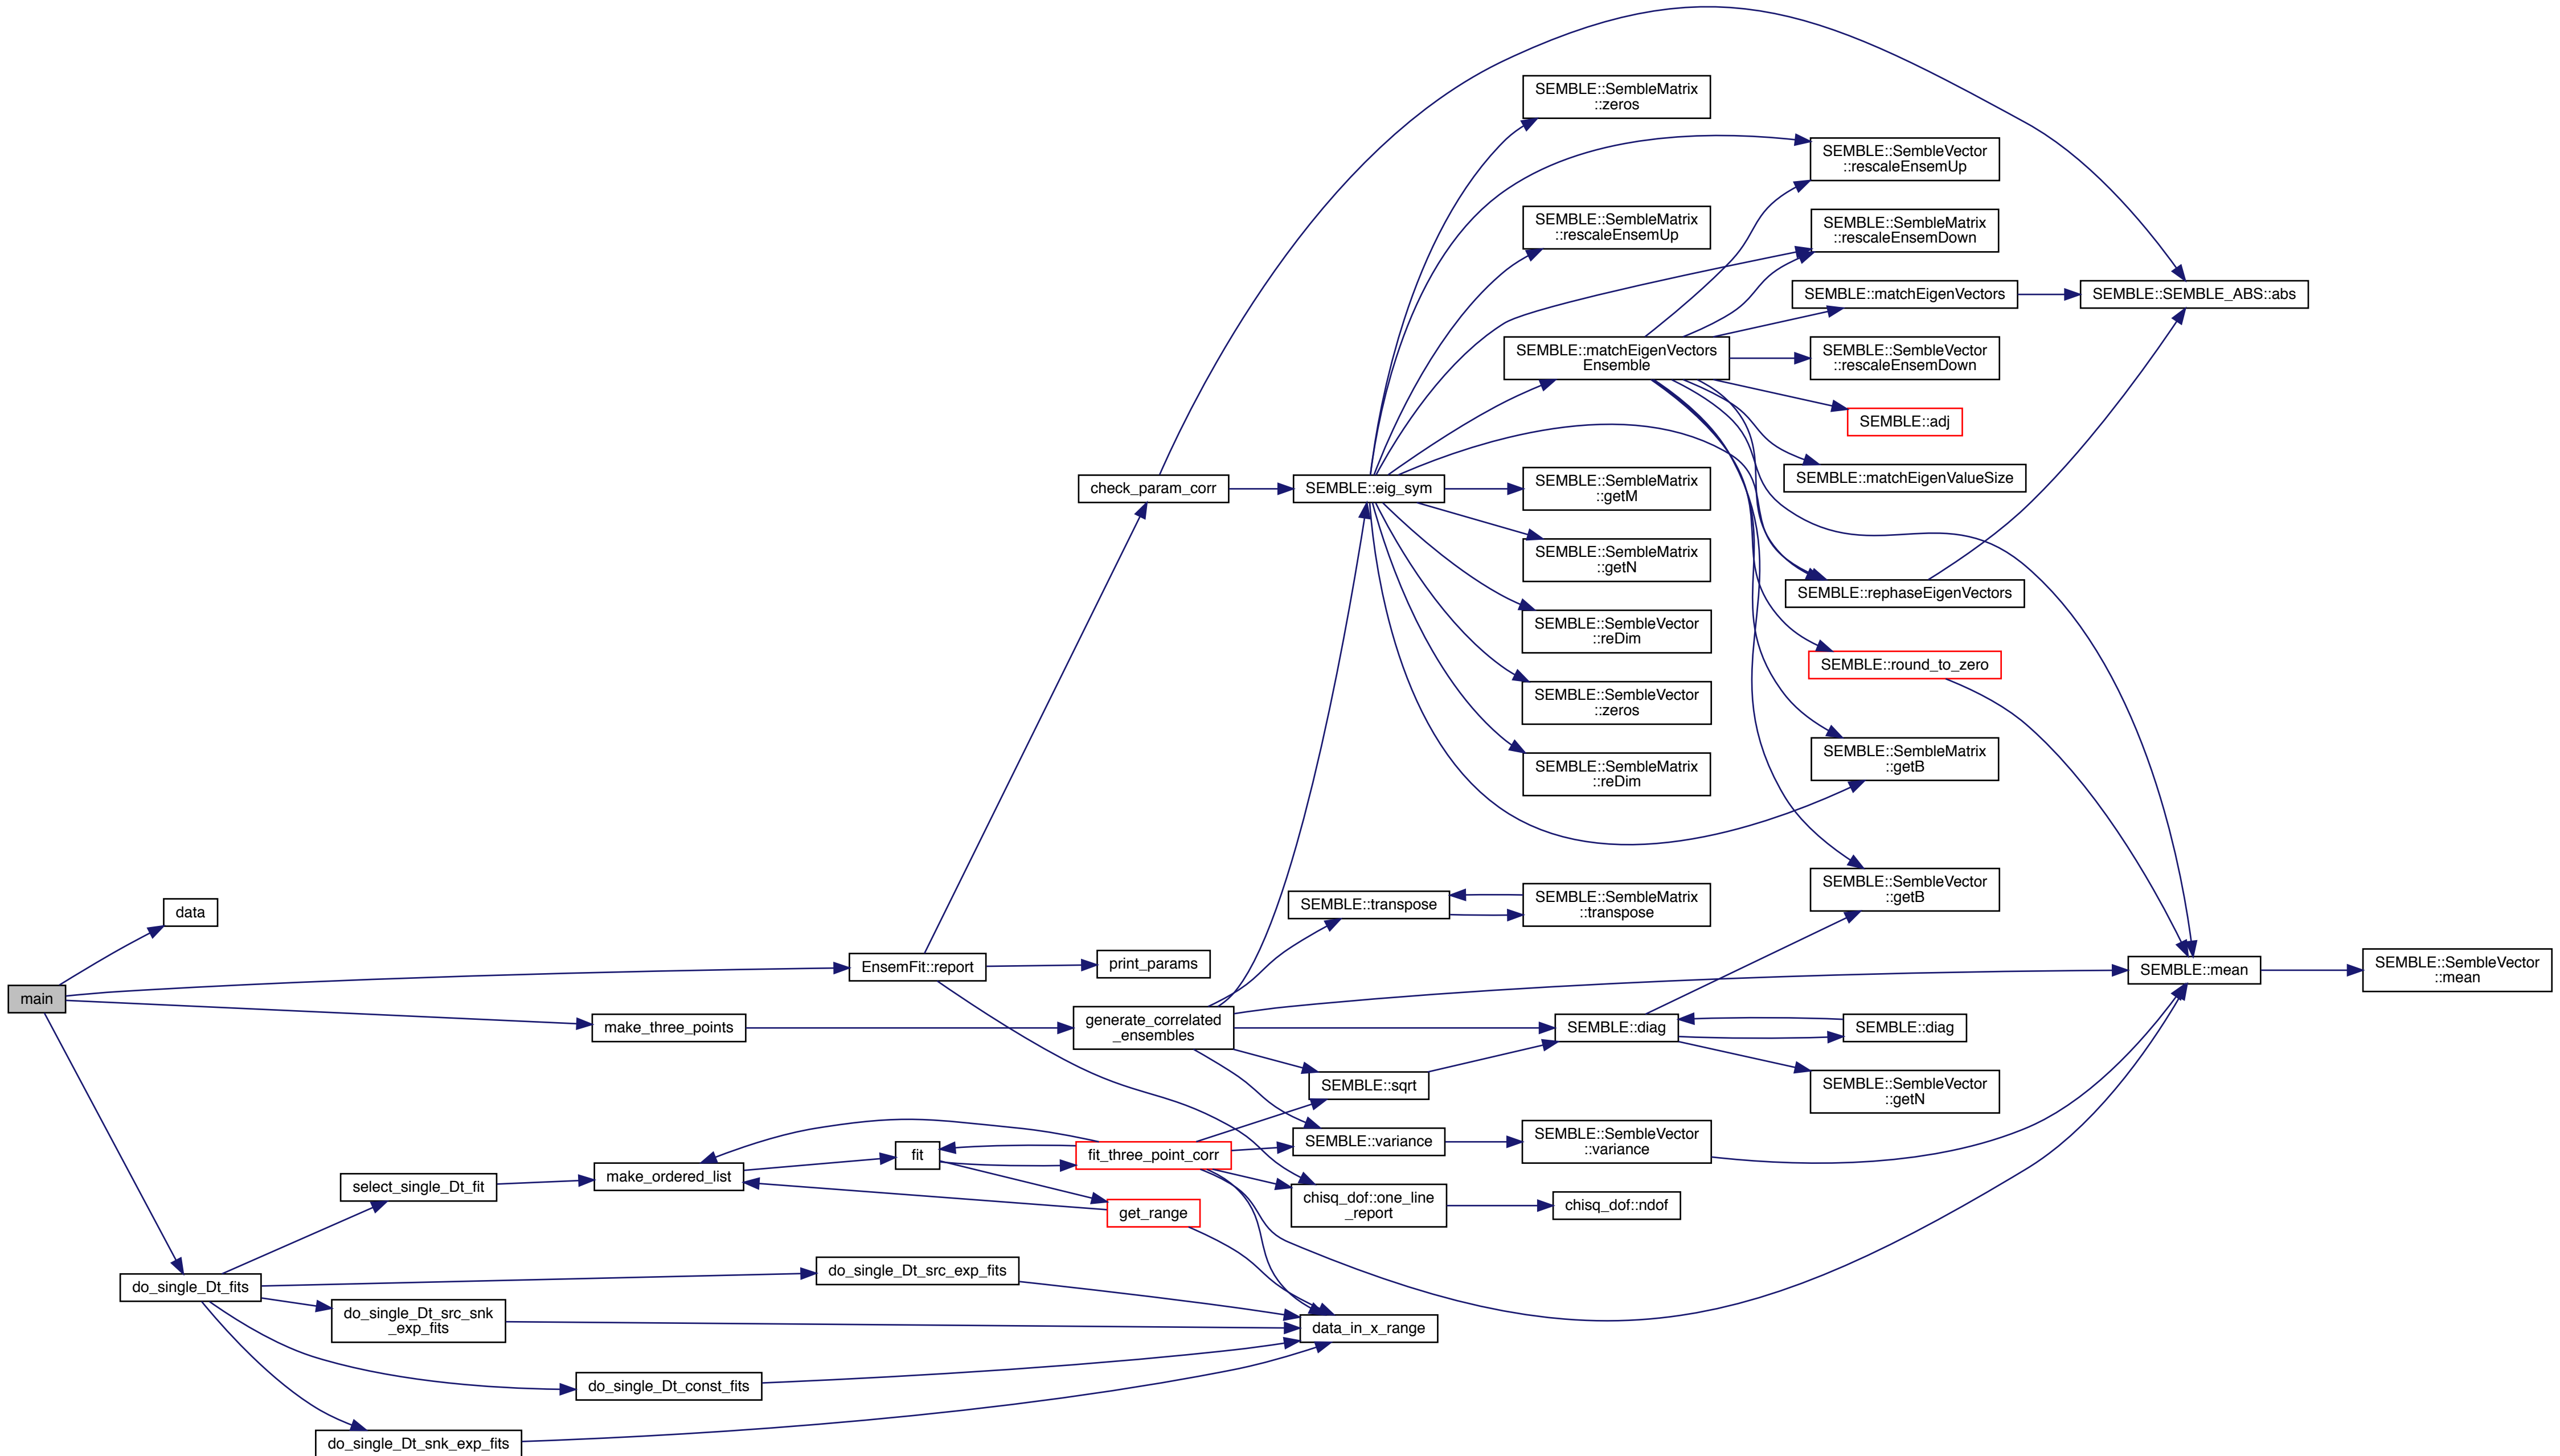 SEMBLE::SembleMatrix
::zeros
SEMBLE::SembleVector
::rescaleEnsemUp
SEMBLE::SembleMatrix
::rescaleEnsemUp
SEMBLE::SembleMatrix
::rescaleEnsemDown
SEMBLE::matchEigenVectors
SEMBLE::SEMBLE_ABS::abs
SEMBLE::matchEigenVectors
Ensemble
SEMBLE::SembleVector
::rescaleEnsemDown
SEMBLE::adj
SEMBLE::matchEigenValueSize
check_param_corr
SEMBLE::eig_sym
SEMBLE::SembleMatrix
::getM
SEMBLE::SembleMatrix
::getN
SEMBLE::rephaseEigenVectors
SEMBLE::SembleVector
::reDim
SEMBLE::round_to_zero
SEMBLE::SembleVector
::zeros
SEMBLE::SembleMatrix
::reDim
SEMBLE::SembleMatrix
::getB
SEMBLE::SembleVector
::getB
data
SEMBLE::transpose
SEMBLE::SembleMatrix
::transpose
EnsemFit::report
print_params
SEMBLE::mean
SEMBLE::SembleVector
::mean
main
make_three_points
generate_correlated
_ensembles
SEMBLE::diag
SEMBLE::diag
SEMBLE::sqrt
SEMBLE::SembleVector
::getN
fit
fit_three_point_corr
SEMBLE::variance
SEMBLE::SembleVector
::variance
select_single_Dt_fit
make_ordered_list
get_range
chisq_dof::one_line
_report
chisq_dof::ndof
do_single_Dt_fits
do_single_Dt_src_exp_fits
do_single_Dt_src_snk
_exp_fits
data_in_x_range
do_single_Dt_const_fits
do_single_Dt_snk_exp_fits